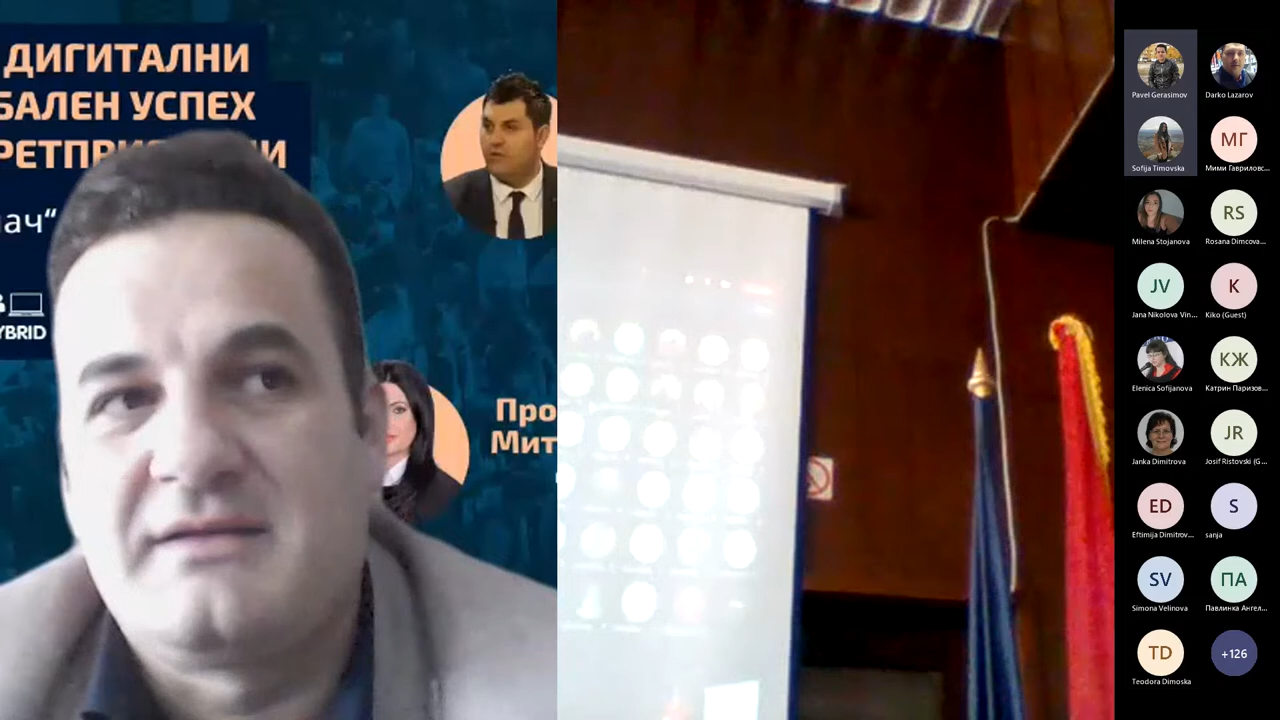 ДИГИТАЛНИ
БАЛЕН УСПЕХ
ач“
YBRID
Про
Мит
Pavel Gerasimov
Darko Lazarov
Sofija Timovska
МГ
Мими Гавриловс...
Milena Stojanova
RS
Rosana Dimcova...
JV
Jana Nikolova Vin...
K
Kiko (Guest)
Elenica Sofijanova
КЖ
Катрин Паризов...
Janka Dimitrova
JR
Josif Ristovski (G...
ED
Eftimija Dimitrov...
S
sanja
SV
Simona Velinova
ПА
Павлинка Ангел...
TD
Teodora Dimoska
+126